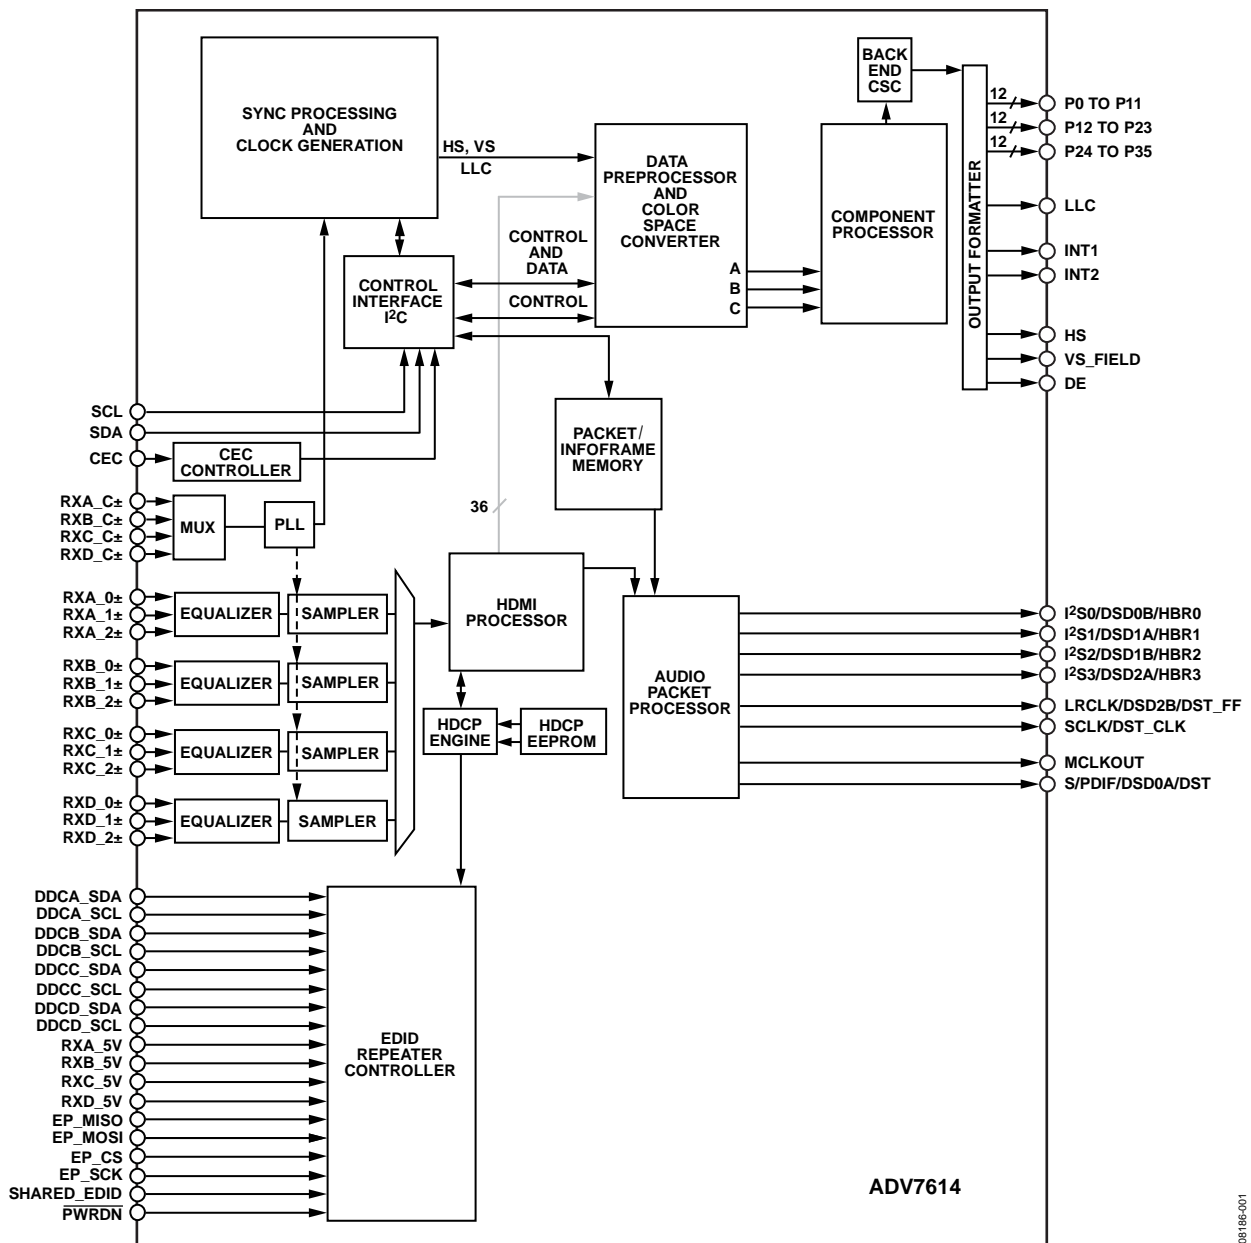 SYNC PROCESSING
AND
CLOCK GENERATION
HS, VS
LLC
CONTROL
AND
DATA
CONTROL
CONTROL
INTERFACE
I²C
DATA
PREPROCESSOR
AND
COLOR
SPACE
CONVERTER
A
B
C
COMPONENT
PROCESSOR
BACK
END
CSC
OUTPUT FORMATTER
12
12
12
P0 TO P11
P12 TO P23
P24 TO P35
LLC
INT1
INT2
HS
VS_FIELD
DE
SCL
SDA
CEC
CEC
CONTROLLER
RXA_C±
RXB_C±
RXC_C±
RXD_C±
MUX
PLL
36
PACKET/
INFOFRAME
MEMORY
RXA_0±
RXA_1±
RXA_2±
EQUALIZER
SAMPLER
RXB_0±
RXB_1±
RXB_2±
EQUALIZER
SAMPLER
RXC_0±
RXC_1±
RXC_2±
EQUALIZER
SAMPLER
RXD_0±
RXD_1±
RXD_2±
EQUALIZER
SAMPLER
HDMI
PROCESSOR
HDCP
ENGINE
HDCP
EEPROM
AUDIO
PACKET
PROCESSOR
I²S0/DSD0B/HBR0
I²S1/DSD1A/HBR1
I²S2/DSD1B/HBR2
I²S3/DSD2A/HBR3
LRCLK/DSD2B/DST_FF
SCLK/DST_CLK
MCLKOUT
S/PDIF/DSD0A/DST
DDCA_SDA
DDCA_SCL
DDCB_SDA
DDCB_SCL
DDCC_SDA
DDCC_SCL
DDCD_SDA
DDCD_SCL
RXA_5V
RXB_5V
RXC_5V
RXD_5V
EP_MISO
EP_MOSI
EP_CS
EP_SCK
SHARED_EDID
PWRDN
EDID
REPEATER
CONTROLLER
ADV7614
08186-001